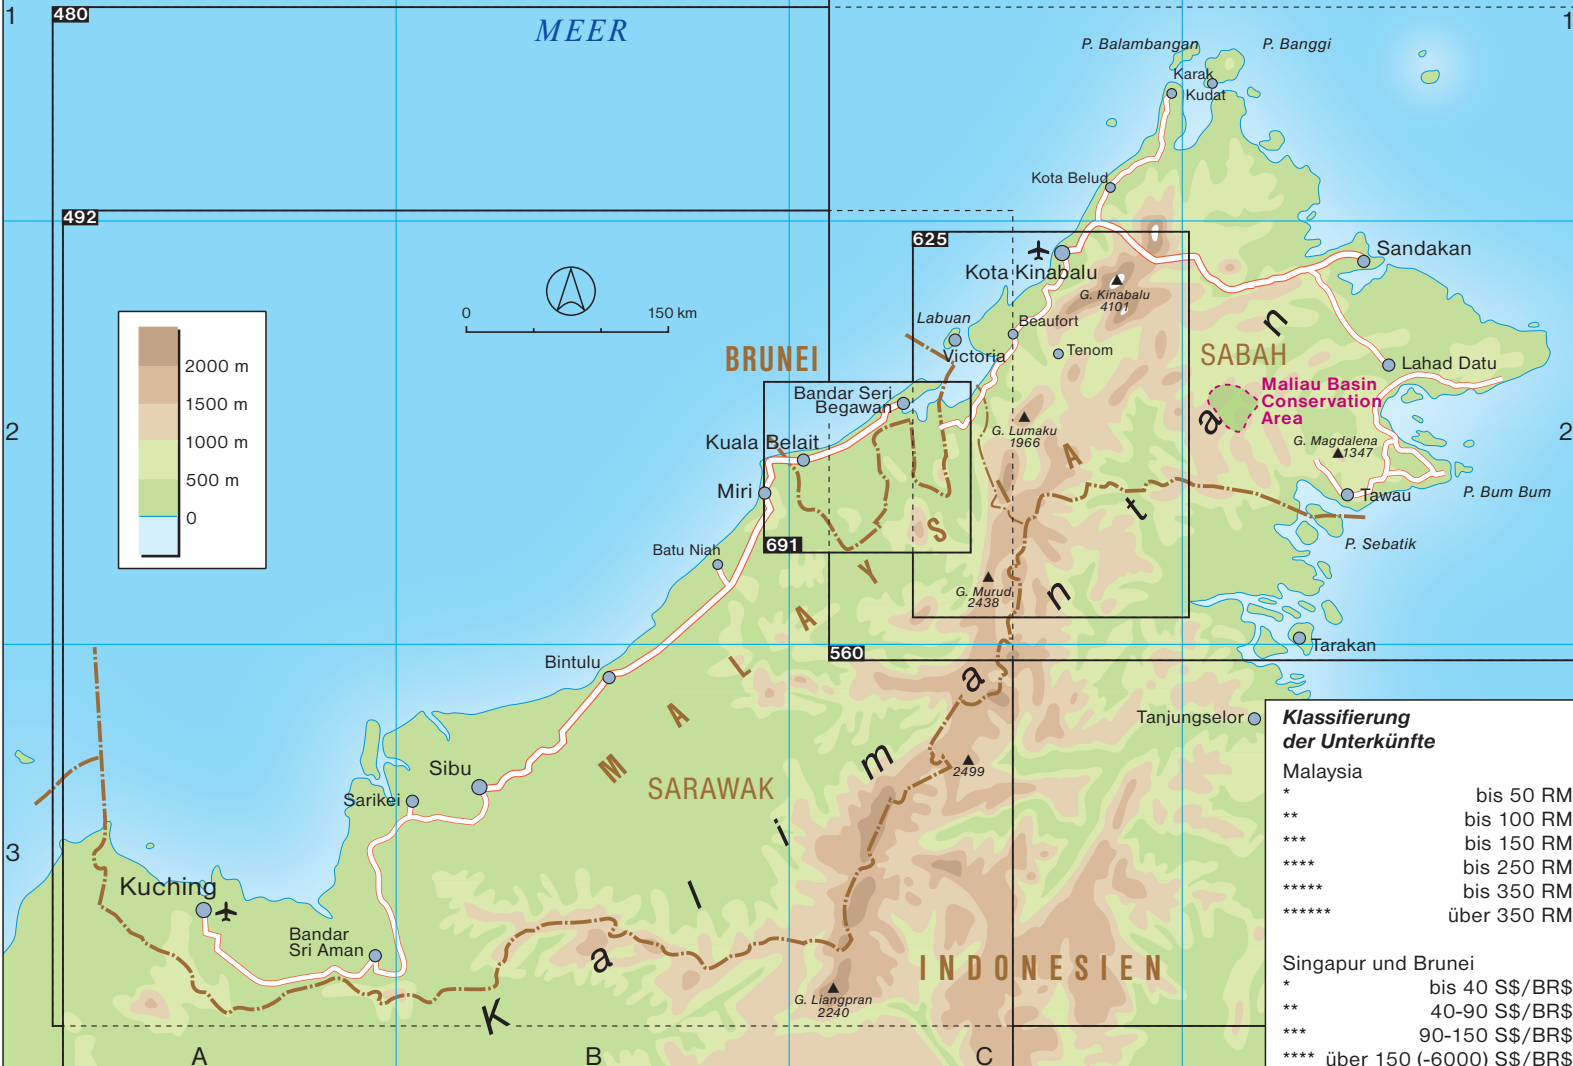 1
480
MEER
1
P. Balambangan
P. Banggi
Karak
Kudat
Kota Belud
492
625
Sandakan
Kota Kinabalu
G. Kinabalu
4101
0
150 km
Labuan
Beaufort
Victoria
Tenom
BRUNEI
SABAH
Lahad Datu
2000 m
1500 m
1000 m
500 m
0
Maliau Basin
Conservation
Area
Bandar Seri
Begawan
2
G. Lumaku
1966
Kuala Belait
G. Magdalena
1347
2
Miri
Tawau
P. Bum Bum
691
Batu Niah
P. Sebatik
G. Murud
2438
MALAYSIA
560
Tarakan
Bintulu
Tanjungselor
Sibu
SARAWAK
2499
Sarikei
Kalimantan
3
Kuching
Bandar
Sri Aman
INDONESIEN
G. Liangpran
2240
A
B
C
Klassifierung
der Unterkünfte
Malaysia
* bis 50 RM
** bis 100 RM
*** bis 150 RM
**** bis 250 RM
***** bis 350 RM
****** über 350 RM
Singapur und Brunei
* bis 40 S$/BR$
** 40-90 S$/BR$
*** 90-150 S$/BR$
**** über 150 (-6000) S$/BR$